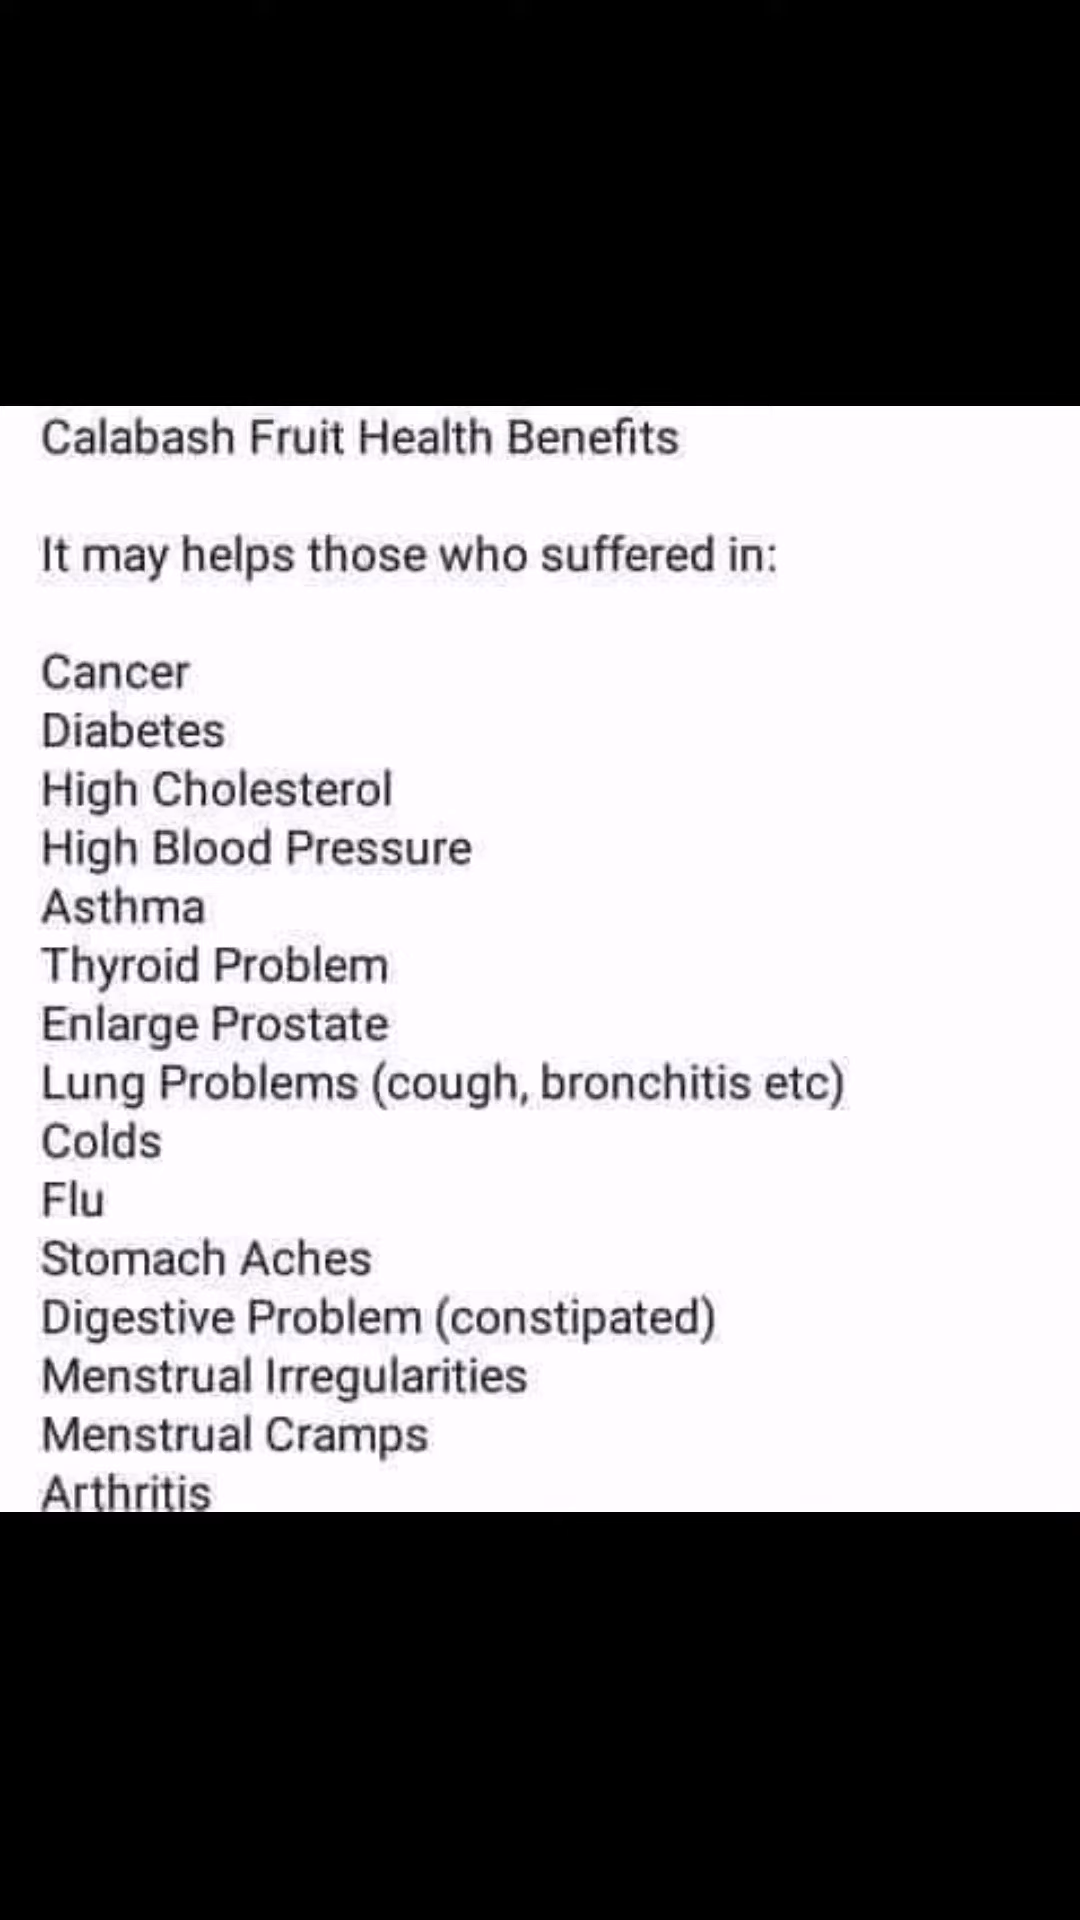 Calabash Fruit Health Benefits
It may helps those who suffered in:
Cancer
Diabetes
High Cholesterol
High Blood Pressure
Asthma
Thyroid Problem
Enlarge Prostate
Lung Problems (cough, bronchitis etc)
Colds
Flu
Stomach Aches
Digestive Problem (constipated)
Menstrual Irregularities
Menstrual Cramps
Arthritis